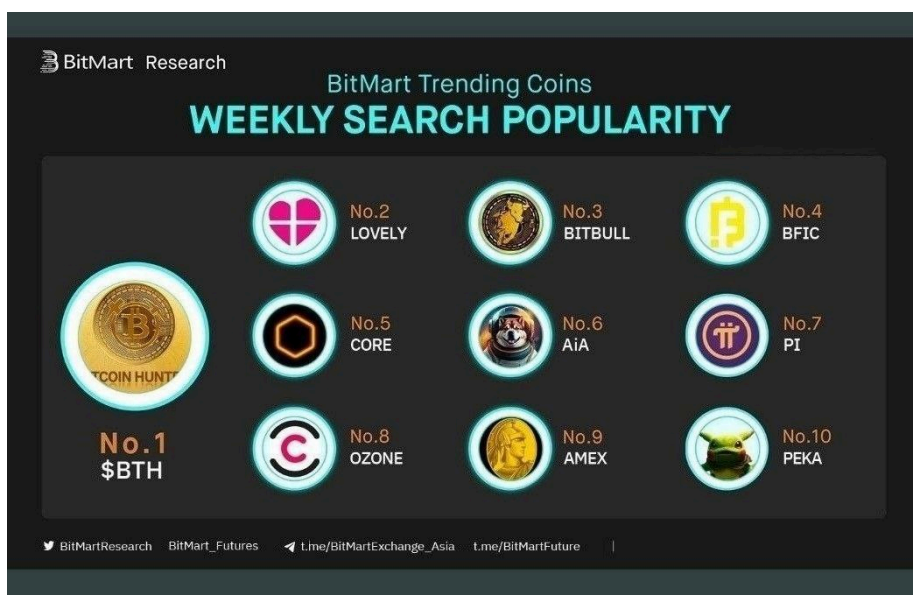 BitMart Research
BitMart Trending Coins
WEEKLY SEARCH POPULARITY
TCOIN HUNTE
No.1
$BTH
No.2
LOVELY
No.3
BITBULL
No.4
BFIC
No.5
CORE
No.6
AiA
No.7
PI
No.8
OZONE
No.9
AMEX
No.10
PEKA
BitMartResearch BitMart_Futures t.me/BitMartExchange_Asia t.me/BitMartFuture |